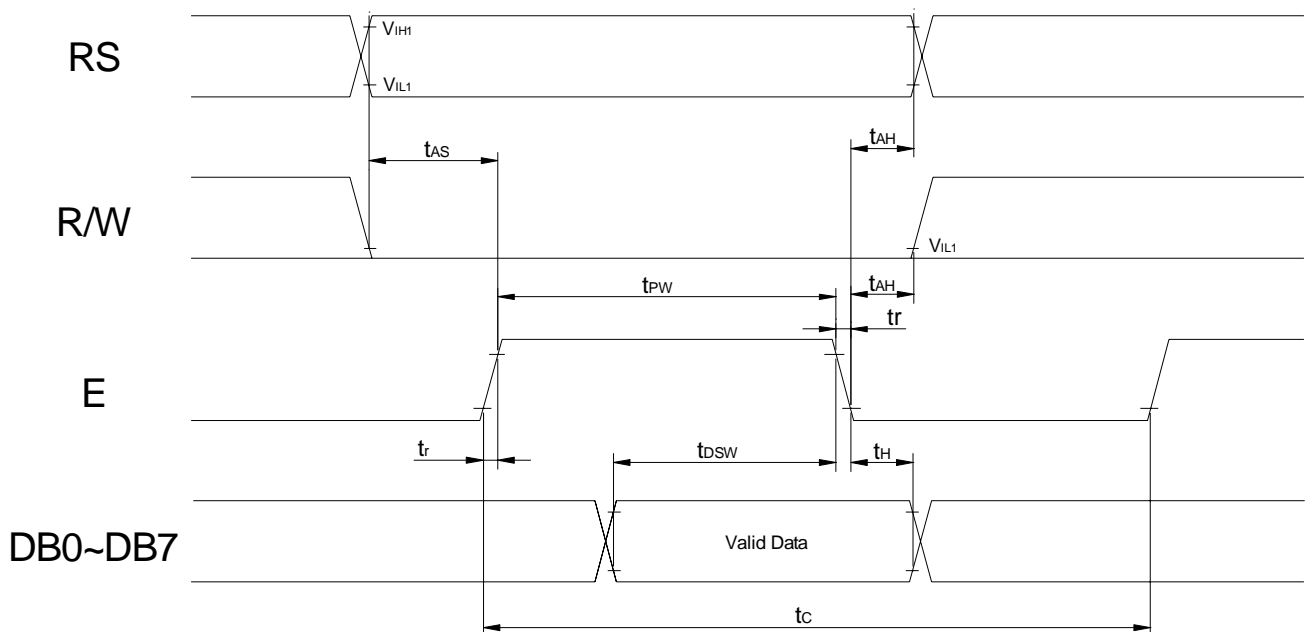 RS
VIH1
VIL1
tAS
tAH
R/W
VIL1
tPW
tAH
tr
E
tr
tDSW
tH
DB0~DB7
Valid Data
tC